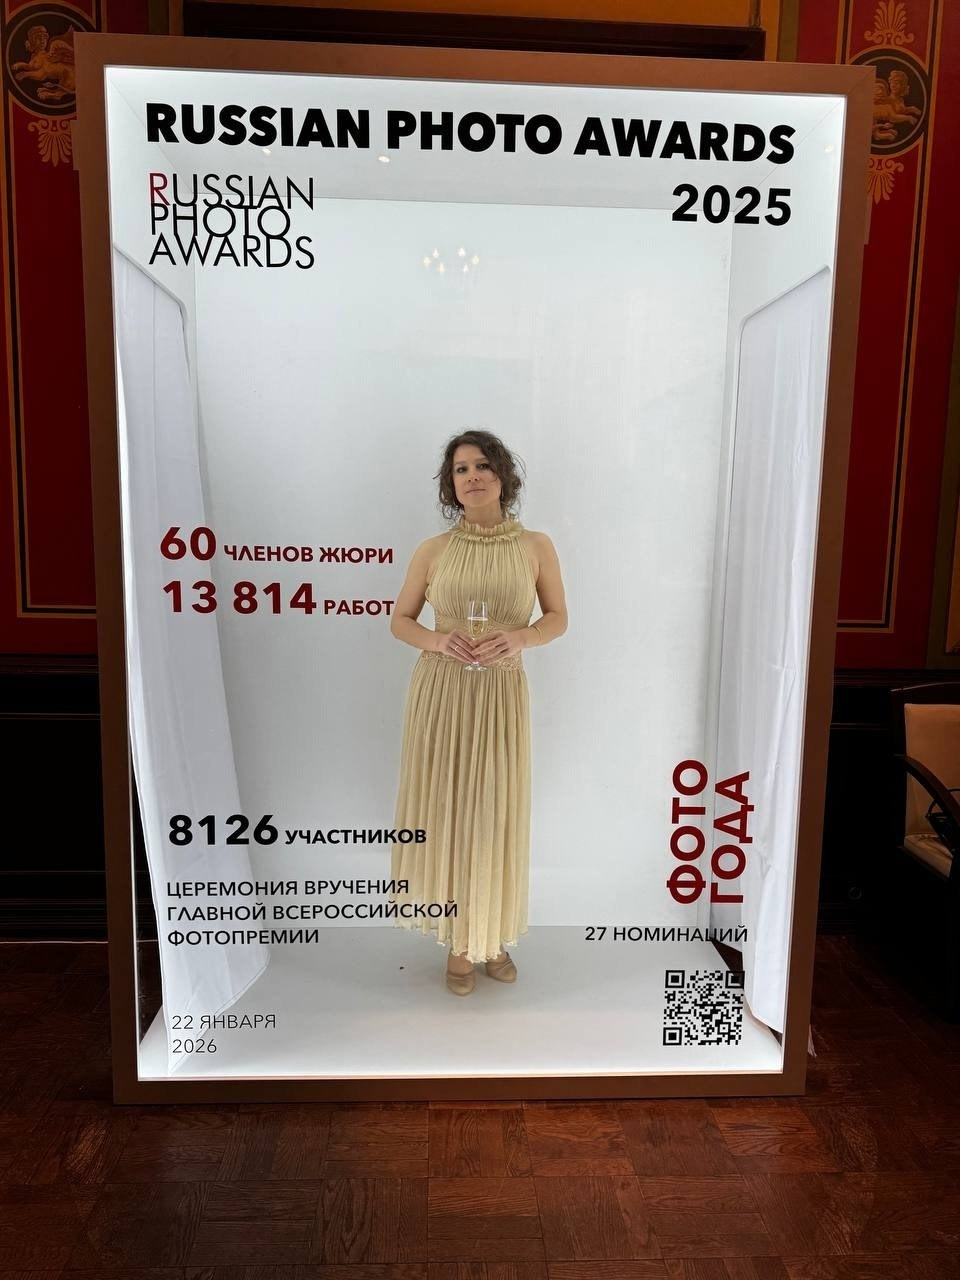 RUSSIAN PHOTO AWARDS
2025
RUSSIAN
PHOTO
AWARDS
60 ЧЛЕНОВ ЖЮРИ
13 814 РАБОТ
8126 УЧАСТНИКОВ
ЦЕРЕМОНИЯ ВРУЧЕНИЯ
ГЛАВНОЙ ВСЕРОССИЙСКОЙ
ФОТОПРЕМИИ
ФОТО
ГОДА
27 НОМИНАЦИЙ
22 ЯНВАРЯ
2026